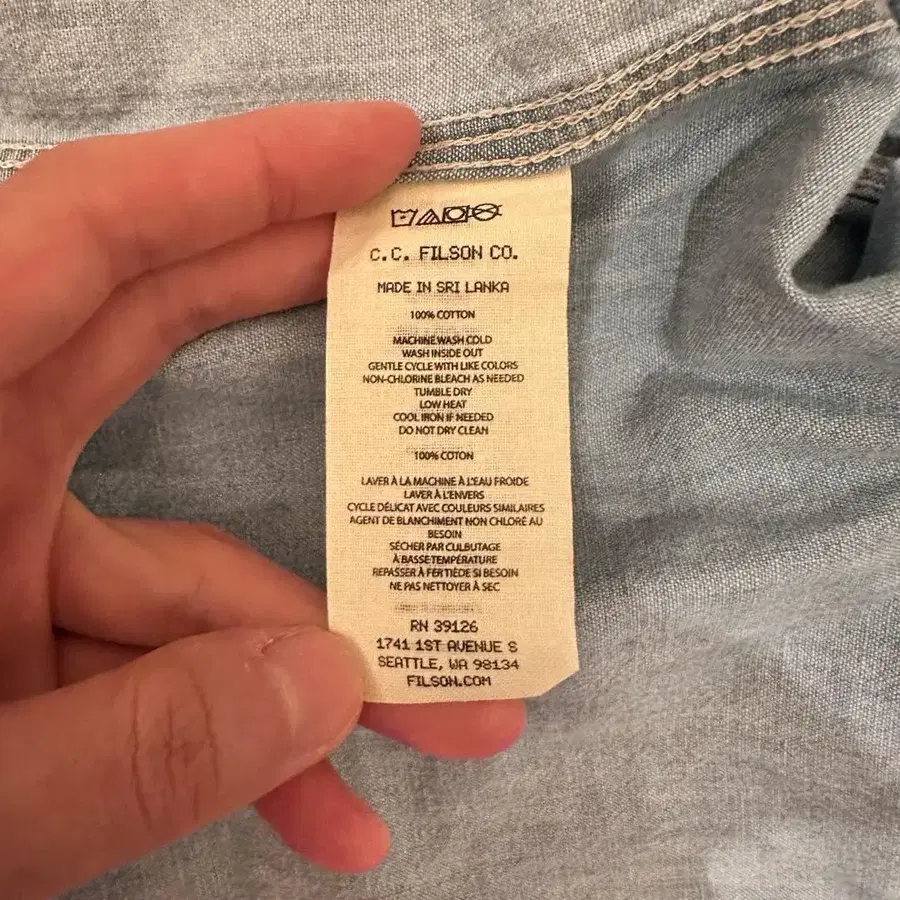 C.C. FILSON CO.
MADE IN SRI LANKA
100% COTTON
MACHINE WASH COLD
WASH INSIDE OUT
GENTLE CYCLE WITH LIKE COLORS
NON-CHLORINE BLEACH AS NEEDED
TUMBLE DRY
LOW HEAT
COOL IRON IF NEEDED
DO NOT DRY CLEAN
100% COTON
LAVER À LA MACHINE À L'EAU FROIDE
LAVER À L'ENVERS
CYCLE DÉLICAT AVEC COULEURS SIMILAIRES
AGENT DE BLANCHIMENT NON CHLORÉ AU
BESOIN
SÉCHER PAR CULBUTAGE
À BASSE TEMPÉRATURE
REPASSER À FER TIÈDE SI BESOIN
NE PAS NETTOYER À SEC
RN 39126
1741 1ST AVENUE S
SEATTLE, WA 98134
FILSON.COM